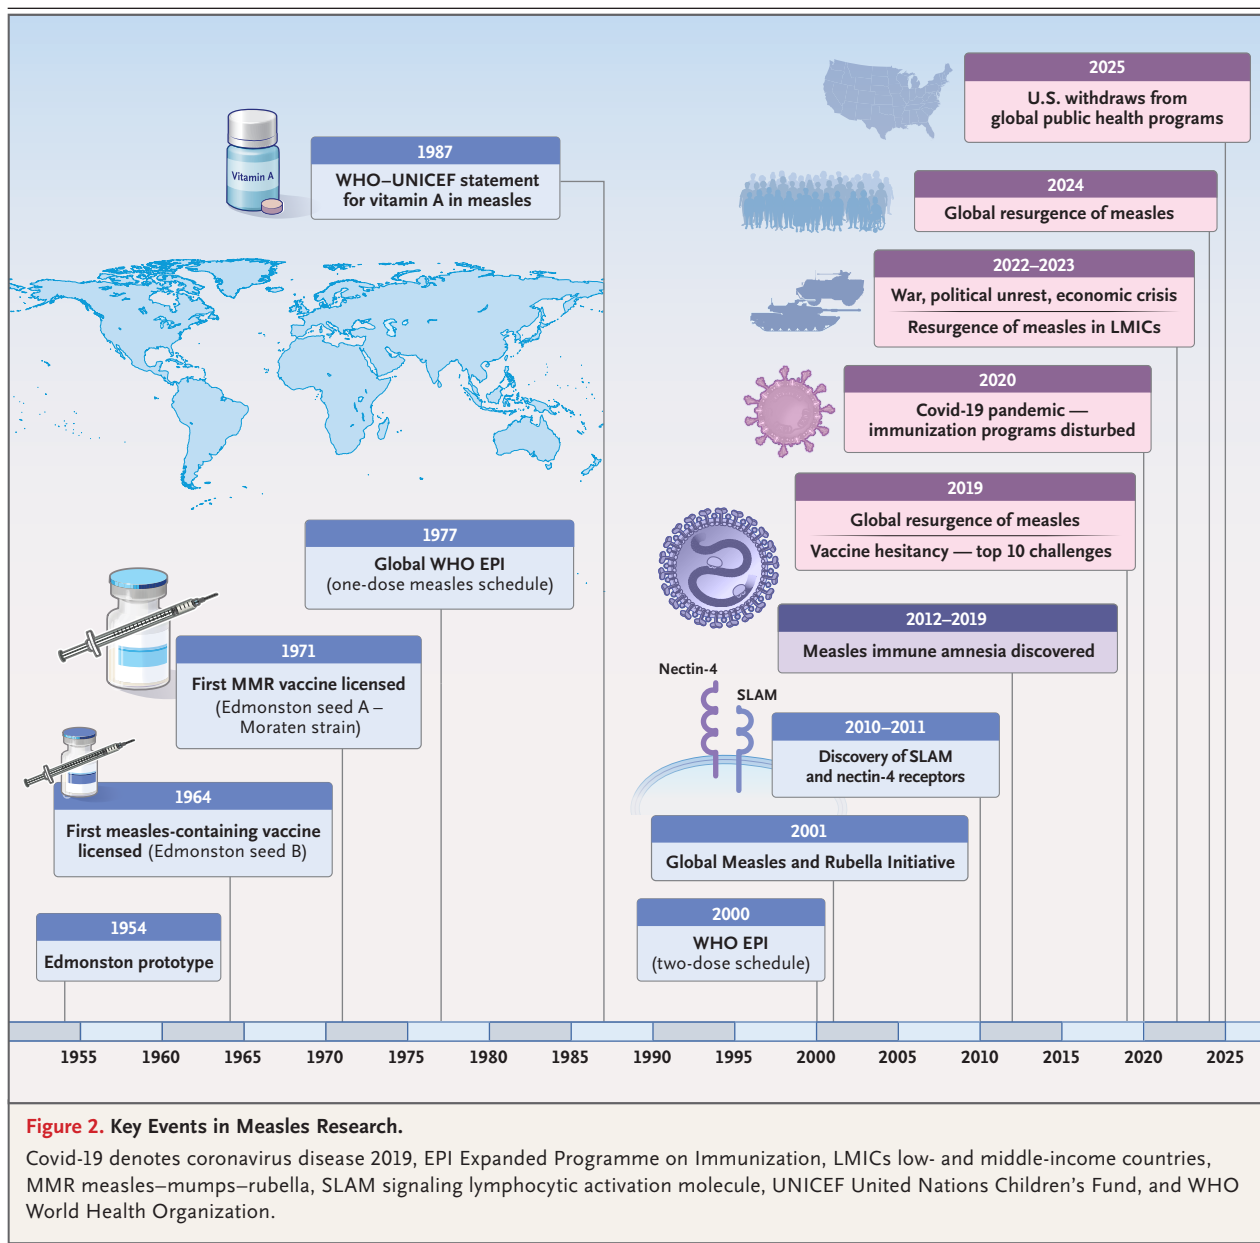 2025
U.S. withdraws from
global public health programs
2024
Global resurgence of measles
2022–2023
War, political unrest, economic crisis
Resurgence of measles in LMICs
2020
Covid-19 pandemic —
immunization programs disturbed
2019
Global resurgence of measles
Vaccine hesitancy — top 10 challenges
2012–2019
Measles immune amnesia discovered
Nectin-4
SLAM
2010–2011
Discovery of SLAM
and nectin-4 receptors
2001
Global Measles and Rubella Initiative
2000
WHO EPI
(two-dose schedule)
Vitamin A
1987
WHO–UNICEF statement
for vitamin A in measles
1977
Global WHO EPI
(one-dose measles schedule)
1971
First MMR vaccine licensed
(Edmonston seed A –
Moraten strain)
1964
First measles-containing vaccine
licensed (Edmonston seed B)
1954
Edmonston prototype
1955 1960 1965 1970 1975 1980 1985 1990 1995 2000 2005 2010 2015 2020 2025
Figure 2. Key Events in Measles Research.
Covid-19 denotes coronavirus disease 2019, EPI Expanded Programme on Immunization, LMICs low- and middle-income countries,
MMR measles–mumps–rubella, SLAM signaling lymphocytic activation molecule, UNICEF United Nations Children’s Fund, and WHO
World Health Organization.